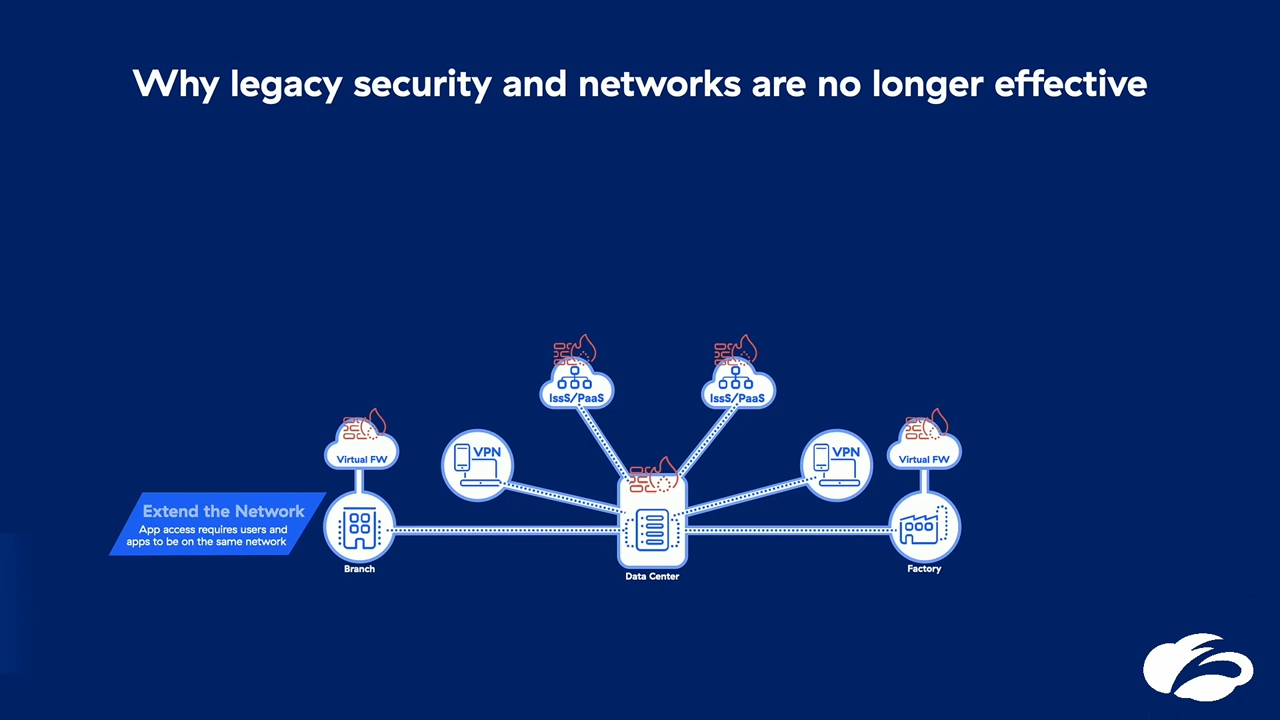 Why legacy security and networks are no longer effective
IssS/PaaS
IssS/PaaS
Virtual FW
VPN
VPN
Virtual FW
Extend the Network
App access requires users and
apps to be on the same network
Branch
Data Center
Factory